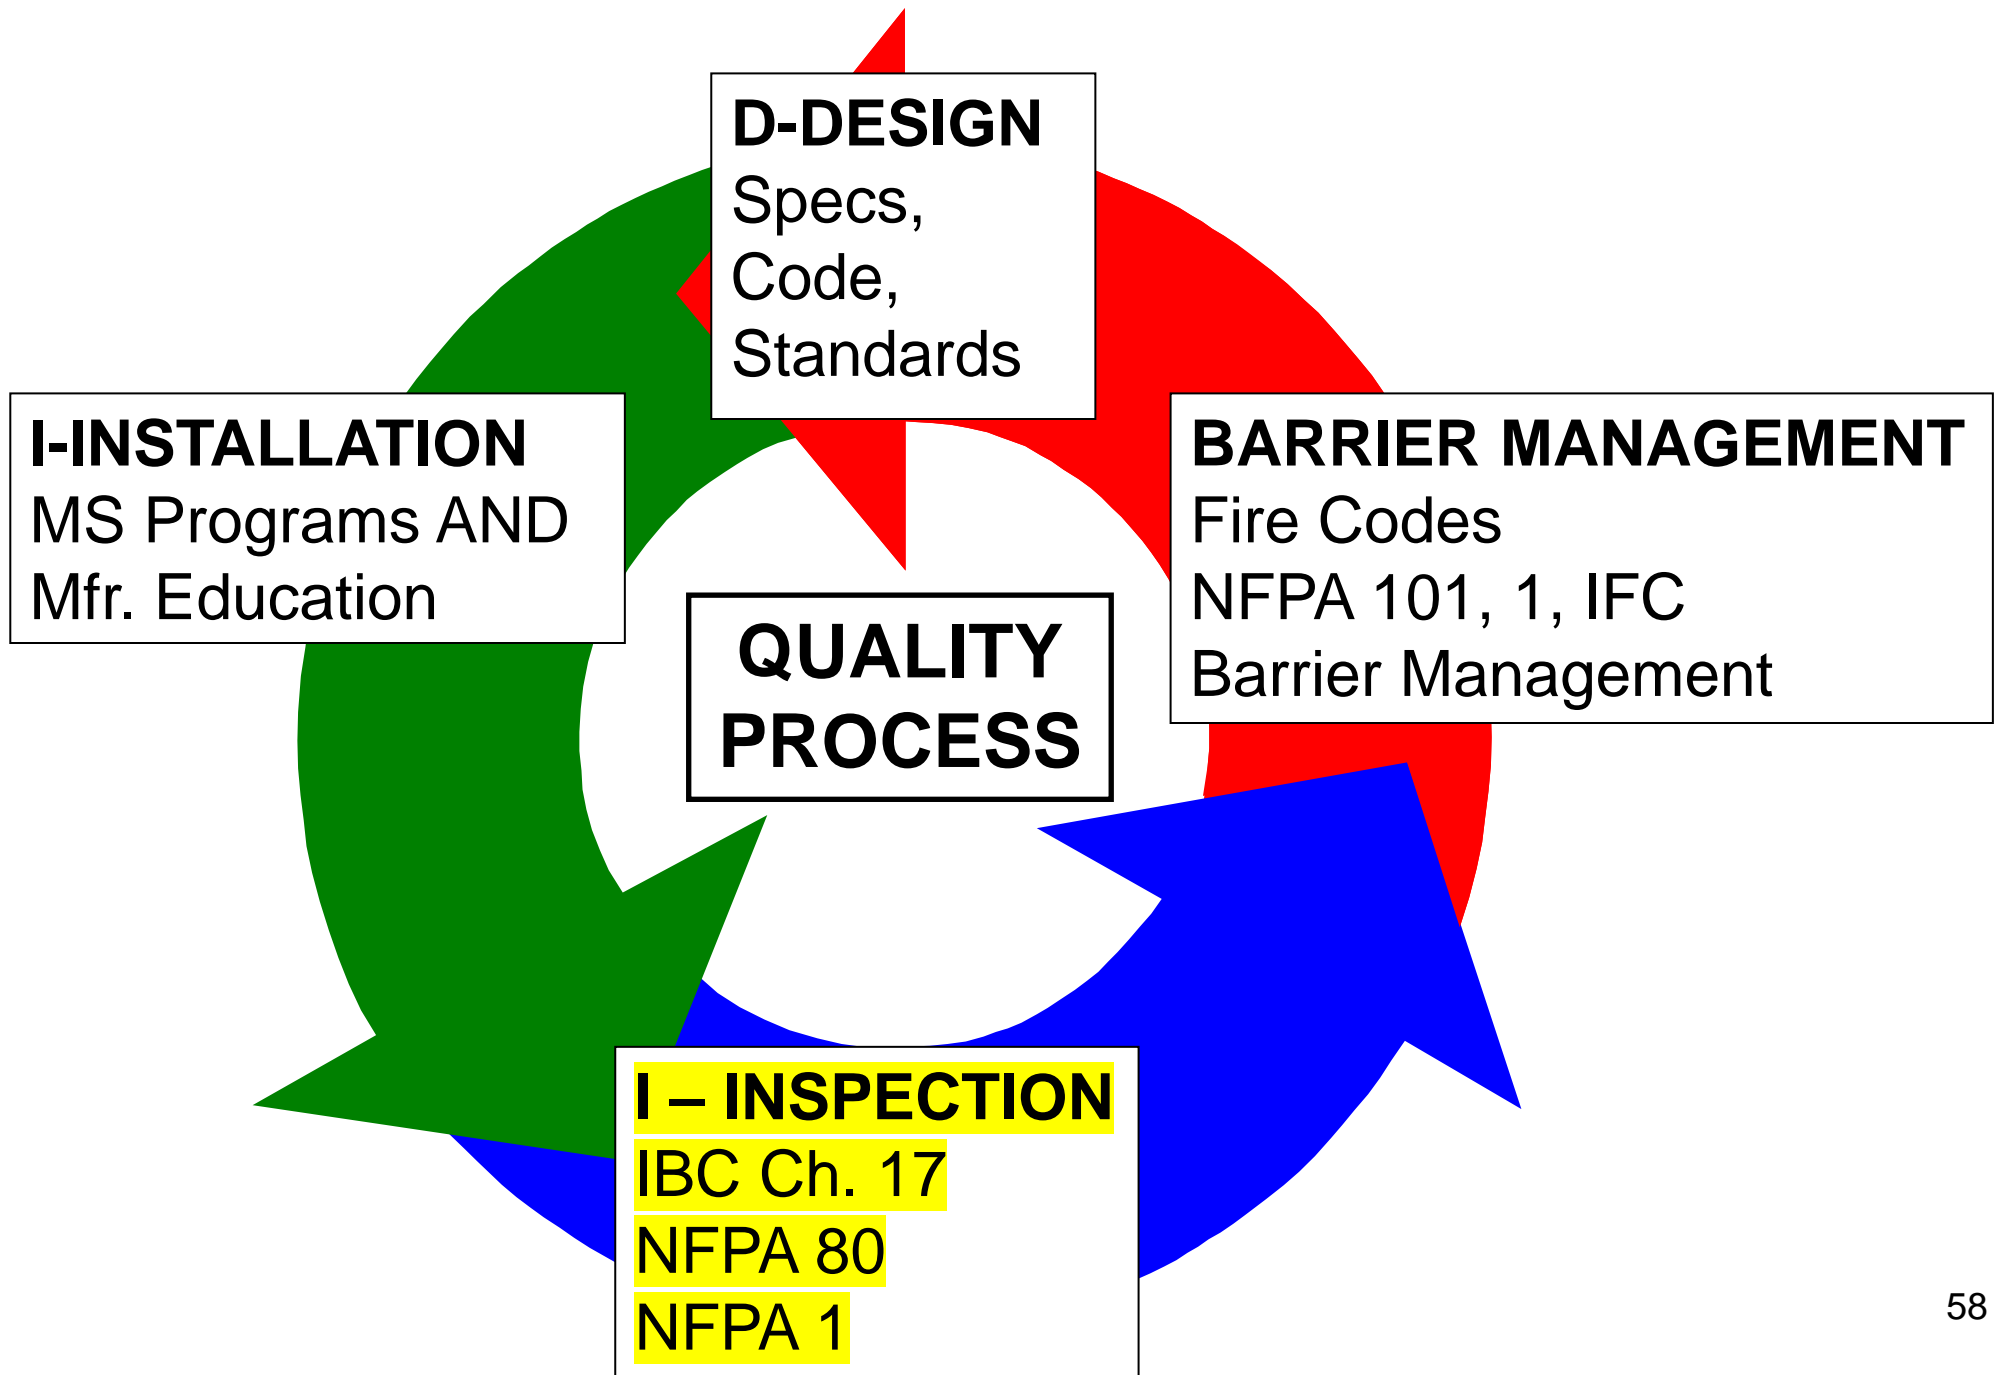 D-DESIGN
Specs,
Code,
Standards
I-INSTALLATION
MS Programs AND
Mfr. Education
BARRIER MANAGEMENT
Fire Codes
NFPA 101, 1, IFC
Barrier Management
QUALITY
PROCESS
I – INSPECTION
IBC Ch. 17
NFPA 80
NFPA 1
58